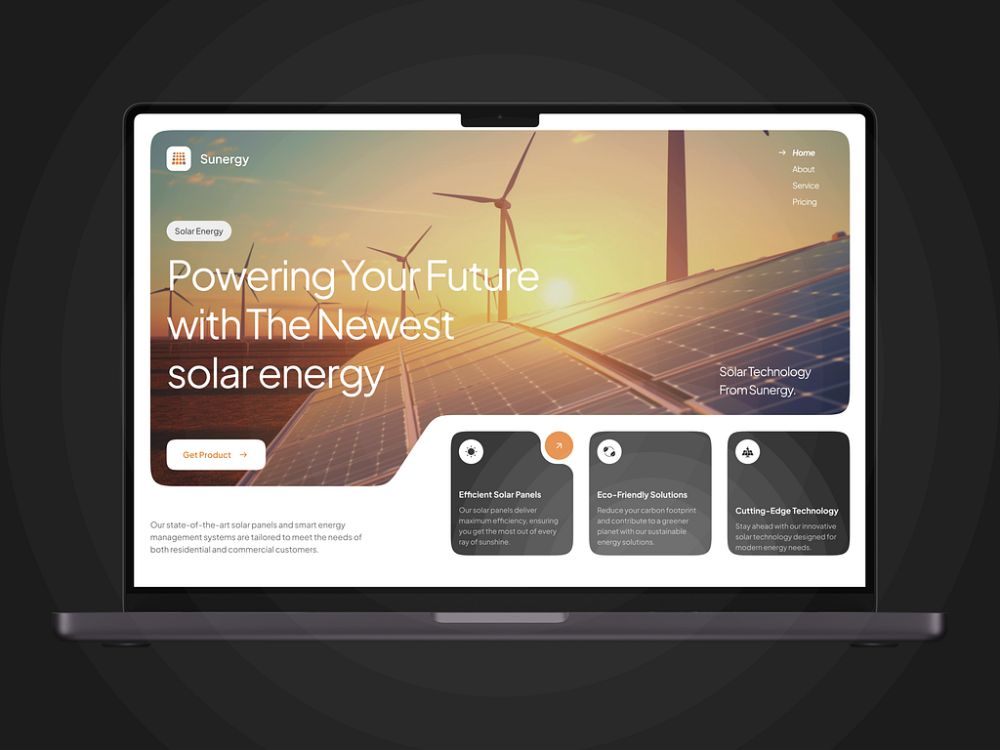 Sunergy
Home
About
Service
Pricing
Solar Energy
Powering Your Future
with The Newest
solar energy
Solar Technology
From Sunergy.
Get Product
Efficient Solar Panels
Our solar panels deliver
maximum efficiency, ensuring
you get the most out of every
ray of sunshine.
Eco-Friendly Solutions
Reduce your carbon footprint
and contribute to a greener
planet with our sustainable
energy solutions.
Cutting-Edge Technology
Stay ahead with our innovative
solar technology designed for
modern energy needs.
Our state-of-the-art solar panels and smart energy
management systems are tailored to meet the needs of
both residential and commercial customers.